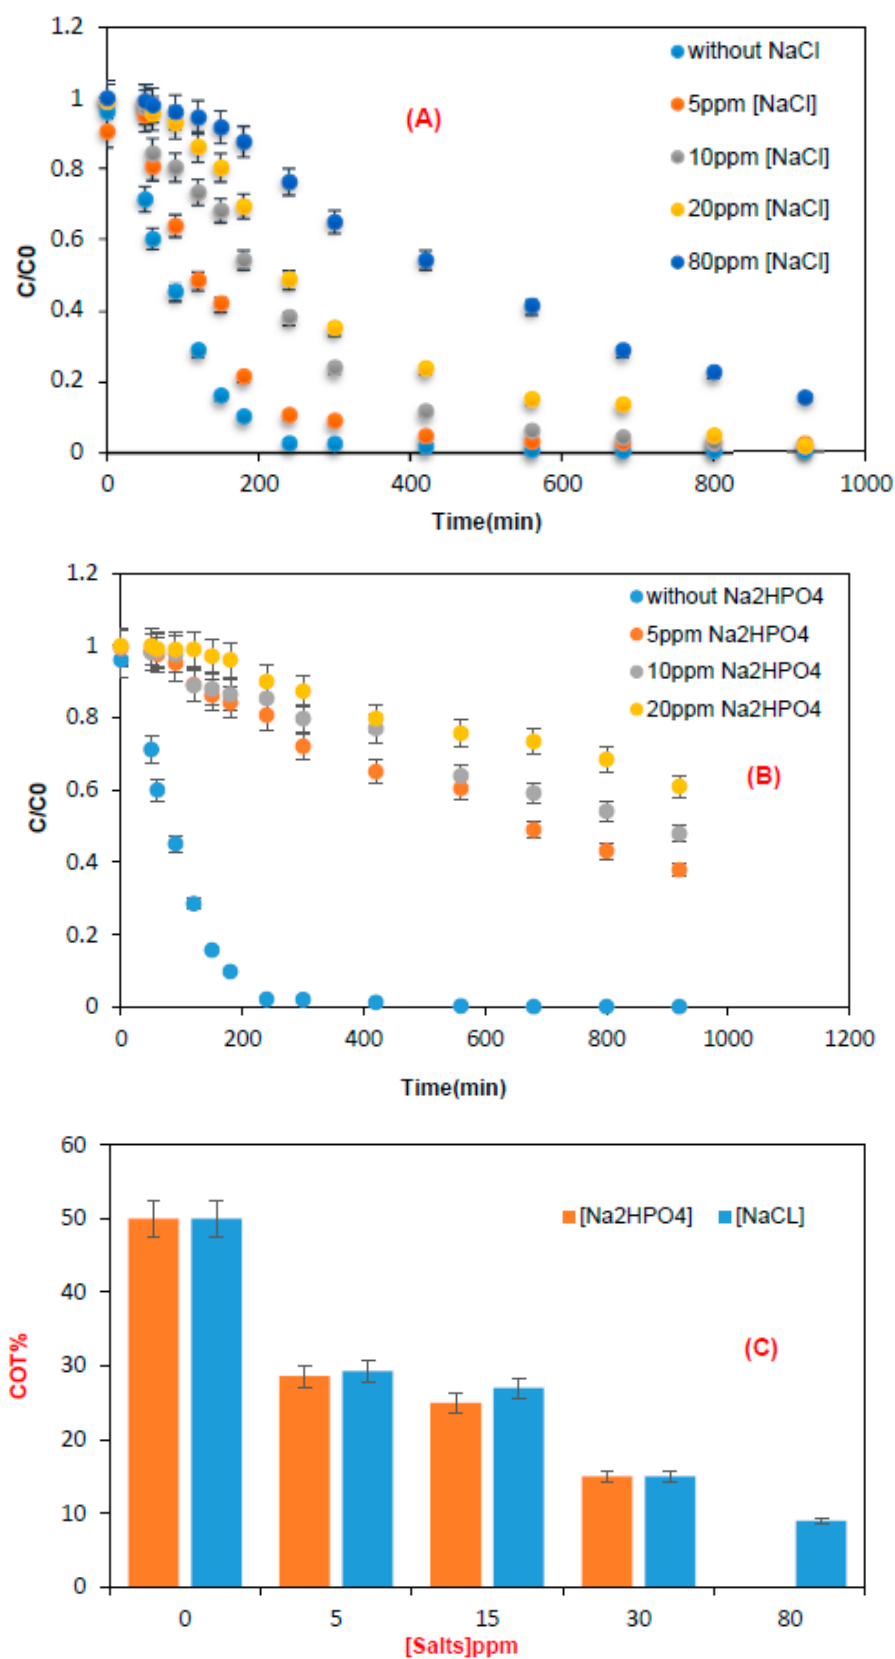 1.2
1
0.8
0.6
0.4
0.2
0
C/C0
(A)
without NaCl
5ppm [NaCl]
10ppm [NaCl]
20ppm [NaCl]
80ppm [NaCl]
0 200 400 600 800 1000
Time(min)
1.2
1
0.8
0.6
0.4
0.2
0
C/C0
without Na2HPO4
5ppm Na2HPO4
10ppm Na2HPO4
20ppm Na2HPO4
(B)
0 200 400 600 800 1000 1200
Time(min)
60
50
40
30
20
10
0
COT%
[Na2HPO4] [NaCL]
(C)
0 5 15 30 80
[Salts]ppm